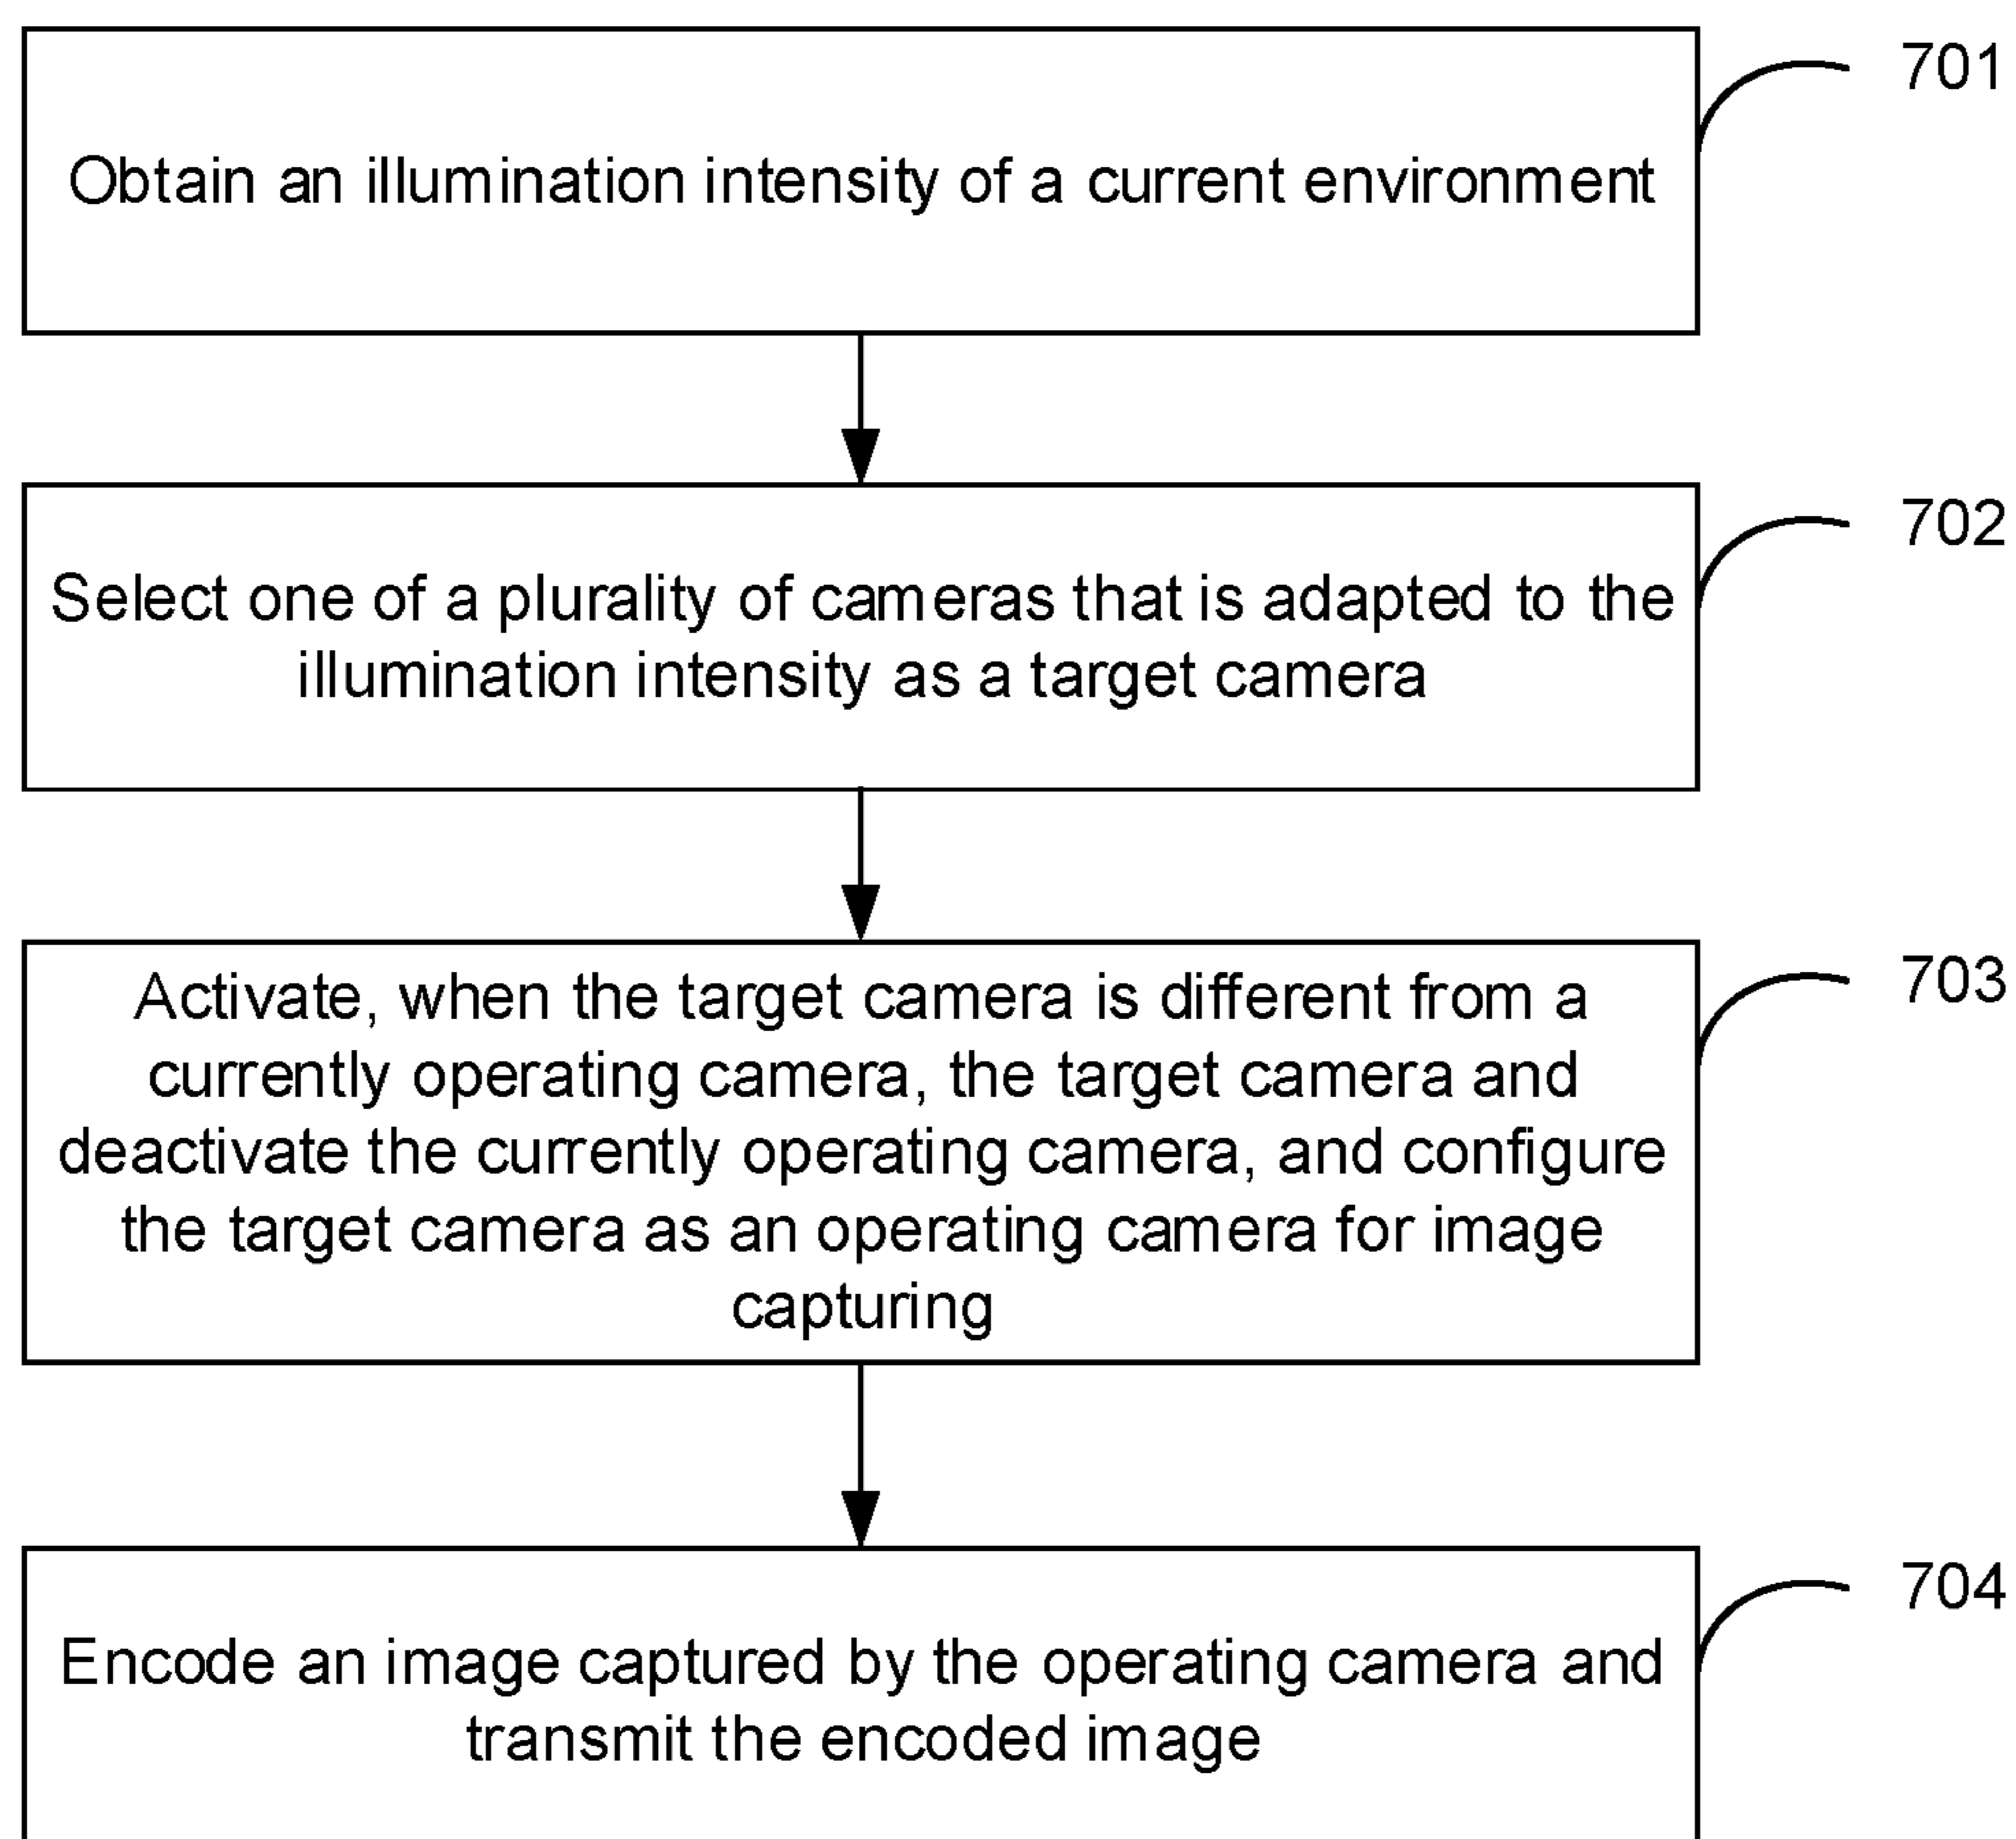 701
Obtain an illumination intensity of a current environment
702
Select one of a plurality of cameras that is adapted to the
illumination intensity as a target camera
703
Activate, when the target camera is different from a
currently operating camera, the target camera and
deactivate the currently operating camera, and configure
the target camera as an operating camera for image
capturing
704
Encode an image captured by the operating camera and
transmit the encoded image